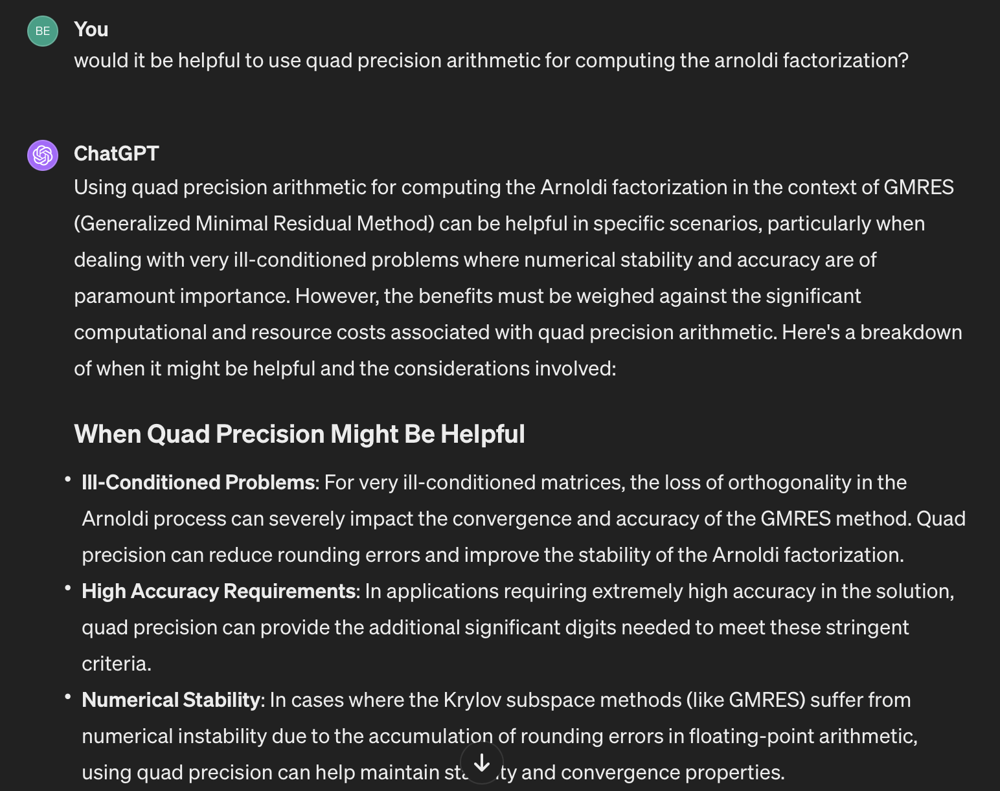 BE
You
would it be helpful to use quad precision arithmetic for computing the arnoldi factorization?
ChatGPT
Using quad precision arithmetic for computing the Arnoldi factorization in the context of GMRES
(Generalized Minimal Residual Method) can be helpful in specific scenarios, particularly when
dealing with very ill-conditioned problems where numerical stability and accuracy are of
paramount importance. However, the benefits must be weighed against the significant
computational and resource costs associated with quad precision arithmetic. Here's a breakdown
of when it might be helpful and the considerations involved:
When Quad Precision Might Be Helpful
• Ill-Conditioned Problems: For very ill-conditioned matrices, the loss of orthogonality in the
Arnoldi process can severely impact the convergence and accuracy of the GMRES method. Quad
precision can reduce rounding errors and improve the stability of the Arnoldi factorization.
• High Accuracy Requirements: In applications requiring extremely high accuracy in the solution,
quad precision can provide the additional significant digits needed to meet these stringent
criteria.
• Numerical Stability: In cases where the Krylov subspace methods (like GMRES) suffer from
numerical instability due to the accumulation of rounding errors in floating-point arithmetic,
using quad precision can help maintain stability and convergence properties.